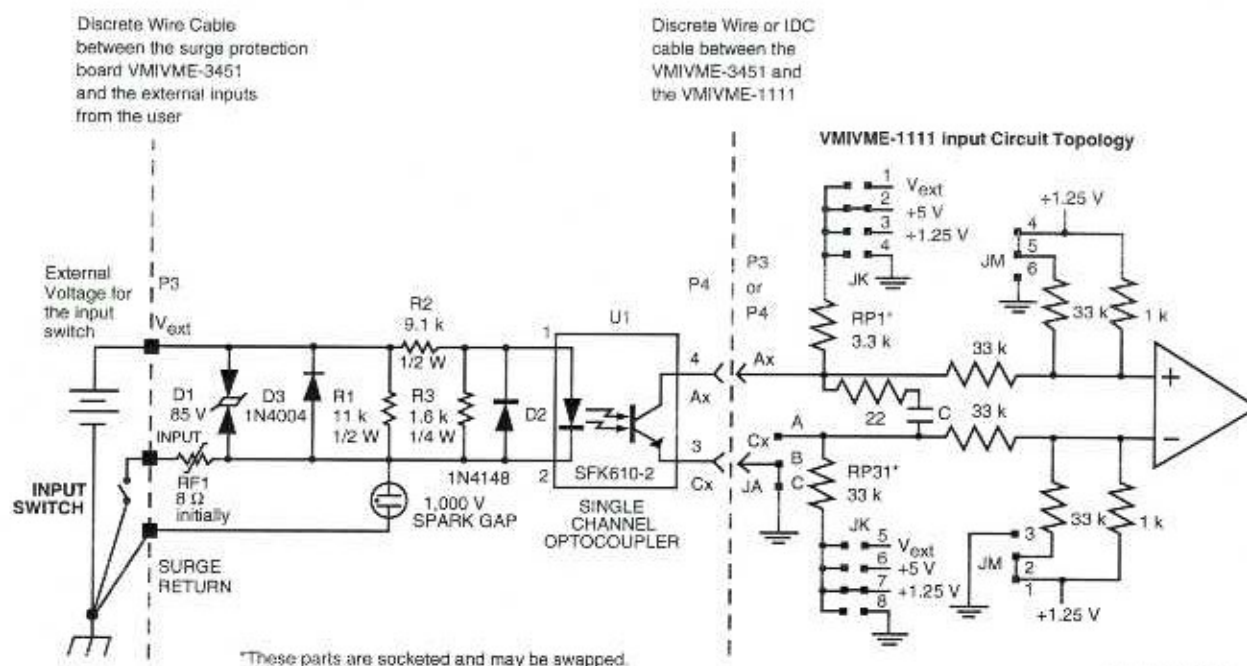 Discrete Wire Cable
between the surge protection
board VMIVME-3451
and the external inputs
from the user
Discrete Wire or IDC
cable between the
VMIVME-3451 and
the VMIVME-1111
VMIVME-1111 input Circuit Topology
1
Vext
2
+5 V
3
+1.25 V
4
JK
+1.25 V
4
5
JM
6
33 k
1 k
External
Voltage for
the input
switch
P3
Vext
P4
P3
or
P4
R2
9.1 k
1/2 W
U1
1
4
Ax
Ax
RP1*
3.3 k
33 k
+
D1
85 V
D3
1N4004
R1
11 k
1/2 W
R3
1.6 k
1/4 W
D2
22
C
33 k
−
INPUT
RF1
8 Ω
initially
INPUT
SWITCH
1N4148
2
SFK610-2
3
Cx
Cx
A
B
C
JA
RP31*
33 k
1,000 V
SPARK GAP
SINGLE
CHANNEL
OPTOCOUPLER
SURGE
RETURN
JK
5
Vext
6
+5 V
7
+1.25 V
8
33 k
1 k
3
JM
2
1
+1.25 V
*These parts are socketed and may be swapped.